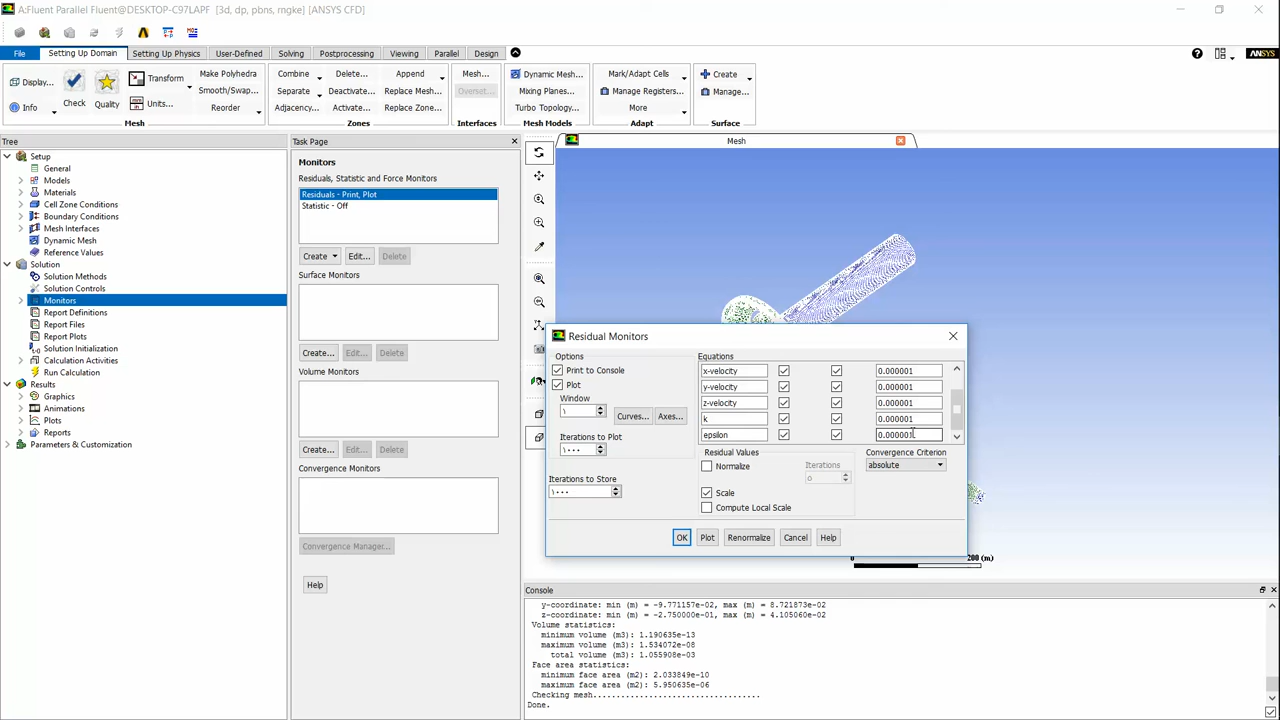 A:Fluent Parallel Fluent@DESKTOP-C97LAPF  [3d, dp, pbns, rngke] [ANSYS CFD]
File
Setting Up Domain
Setting Up Physics
User-Defined
Solving
Postprocessing
Viewing
Parallel
Design
ANSYS
Display...
Info
Check
Quality
Transform
Units...
Make Polyhedra
Smooth/Swap...
Reorder
Mesh
Combine
Separate
Adjacency...
Delete...
Deactivate...
Activate...
Append
Replace Mesh...
Replace Zone...
Zones
Mesh...
Overset...
Interfaces
Dynamic Mesh...
Mixing Planes...
Turbo Topology...
Mesh Models
Mark/Adapt Cells
Manage Registers...
More
Adapt
Create
Manage...
Surface
Tree
Setup
General
Models
Materials
Cell Zone Conditions
Boundary Conditions
Mesh Interfaces
Dynamic Mesh
Reference Values
Solution
Solution Methods
Solution Controls
Monitors
Report Definitions
Report Files
Report Plots
Solution Initialization
Calculation Activities
Run Calculation
Results
Graphics
Animations
Plots
Reports
Parameters & Customization
Task Page
Monitors
Residuals, Statistic and Force Monitors
Residuals - Print, Plot
Statistic - Off
Create
Edit...
Delete
Surface Monitors
Create...
Edit...
Delete
Volume Monitors
Create...
Edit...
Delete
Convergence Monitors
Convergence Manager...
Help
Mesh
Residual Monitors
Options
Print to Console
Plot
Window
١
Curves...
Axes...
Iterations to Plot
١٠٠٠
Iterations to Store
١٠٠٠
Equations
x-velocity
0.000001
y-velocity
0.000001
z-velocity
0.000001
k
0.000001
epsilon
0.000001
Residual Values
Normalize
Iterations
0
Scale
Compute Local Scale
Convergence Criterion
absolute
OK
Plot
Renormalize
Cancel
Help
0
200 (m)
Console
y-coordinate: min (m) = -9.771157e-02, max (m) = 8.721873e-02
z-coordinate: min (m) = -2.750000e-01, max (m) = 4.105060e-02
Volume statistics:
minimum volume (m3): 1.190635e-13
maximum volume (m3): 1.534072e-08
total volume (m3): 1.055908e-03
Face area statistics:
minimum face area (m2): 2.033849e-10
maximum face area (m2): 5.950635e-06
Checking mesh...................................
Done.